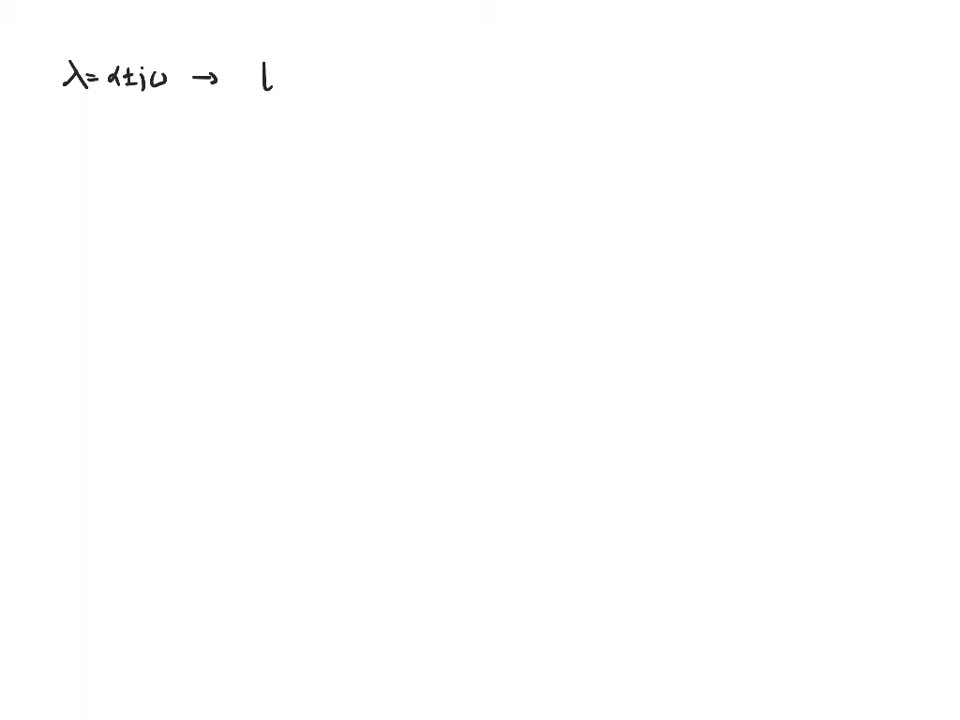 λ = α ± jω → l